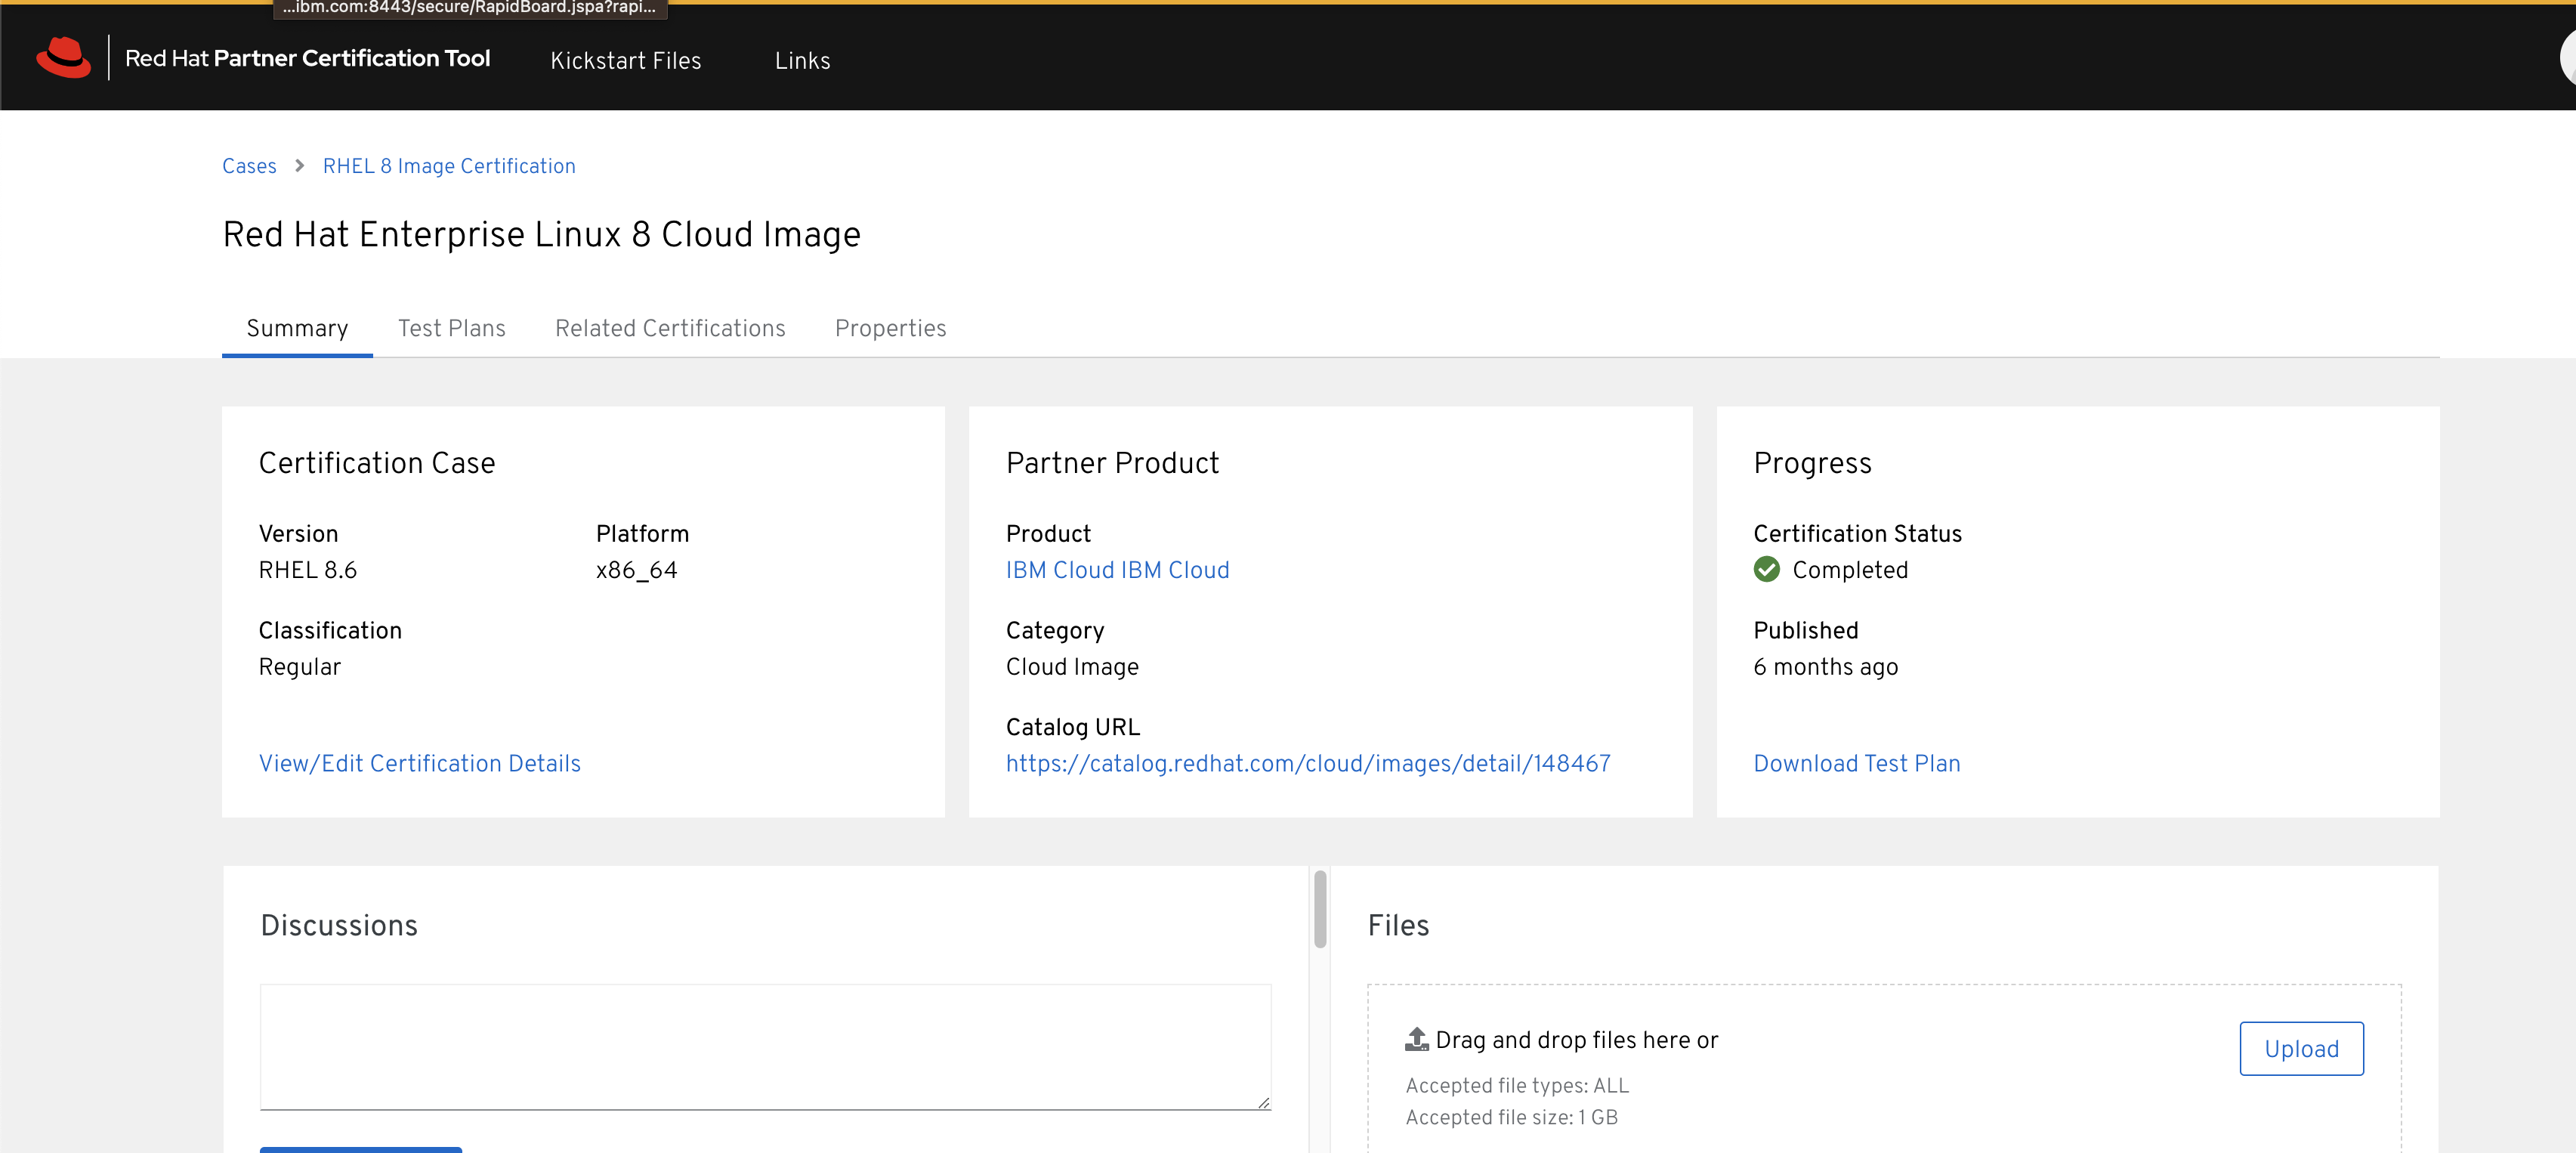 ...ibm.com:8443/secure/RapidBoard.jspa?rapi...
Red Hat Partner Certification Tool
Kickstart Files
Links
Cases
RHEL 8 Image Certification
Red Hat Enterprise Linux 8 Cloud Image
Summary
Test Plans
Related Certifications
Properties
Certification Case
Version
Platform
RHEL 8.6
x86_64
Classification
Regular
View/Edit Certification Details
Partner Product
Product
IBM Cloud IBM Cloud
Category
Cloud Image
Catalog URL
https://catalog.redhat.com/cloud/images/detail/148467
Progress
Certification Status
Completed
Published
6 months ago
Download Test Plan
Discussions
Files
Drag and drop files here or
Upload
Accepted file types: ALL
Accepted file size: 1 GB